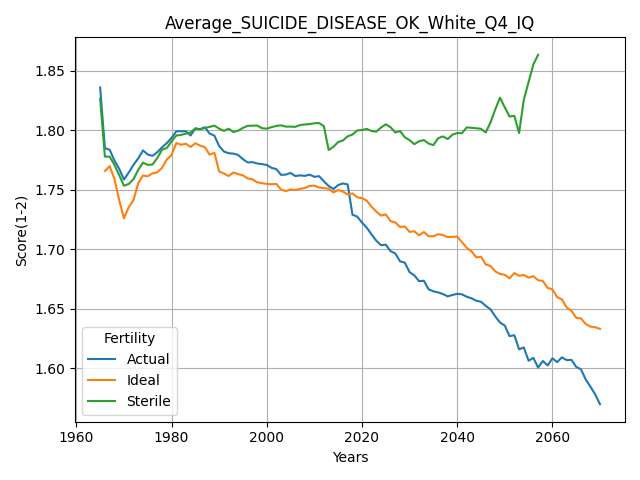 Average_SUICIDE_DISEASE_OK_White_Q4_IQ
Score(1-2)
1.85
1.80
1.75
1.70
1.65
1.60
Fertility
Actual
Ideal
Sterile
1960
1980
2000
2020
2040
2060
Years